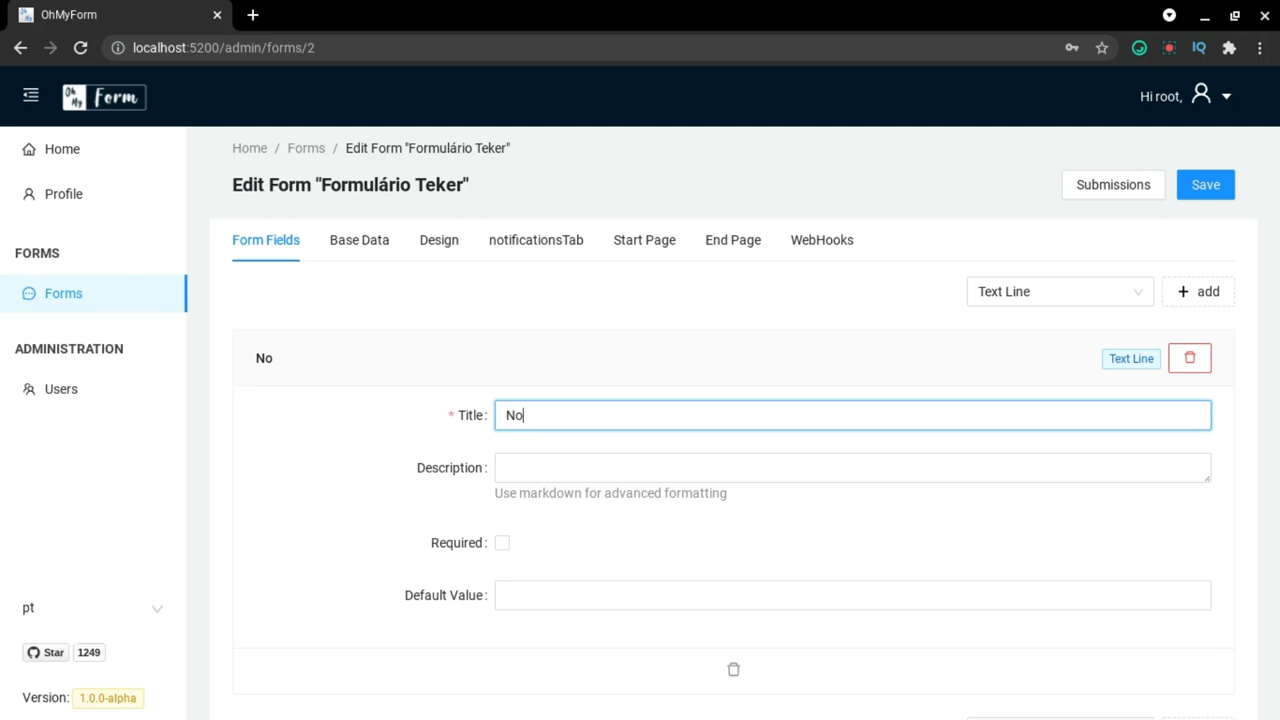 OhMyForm
localhost:5200/admin/forms/2
IQ
Oh My Form
Hi root,
Home
Profile
FORMS
Forms
ADMINISTRATION
Users
pt
Star 1249
Version: 1.0.0-alpha
Home / Forms / Edit Form "Formulário Teker"
Edit Form "Formulário Teker"
Submissions
Save
Form Fields
Base Data
Design
notificationsTab
Start Page
End Page
WebHooks
Text Line
+ add
No
Text Line
* Title: No
Description:
Use markdown for advanced formatting
Required:
Default Value: